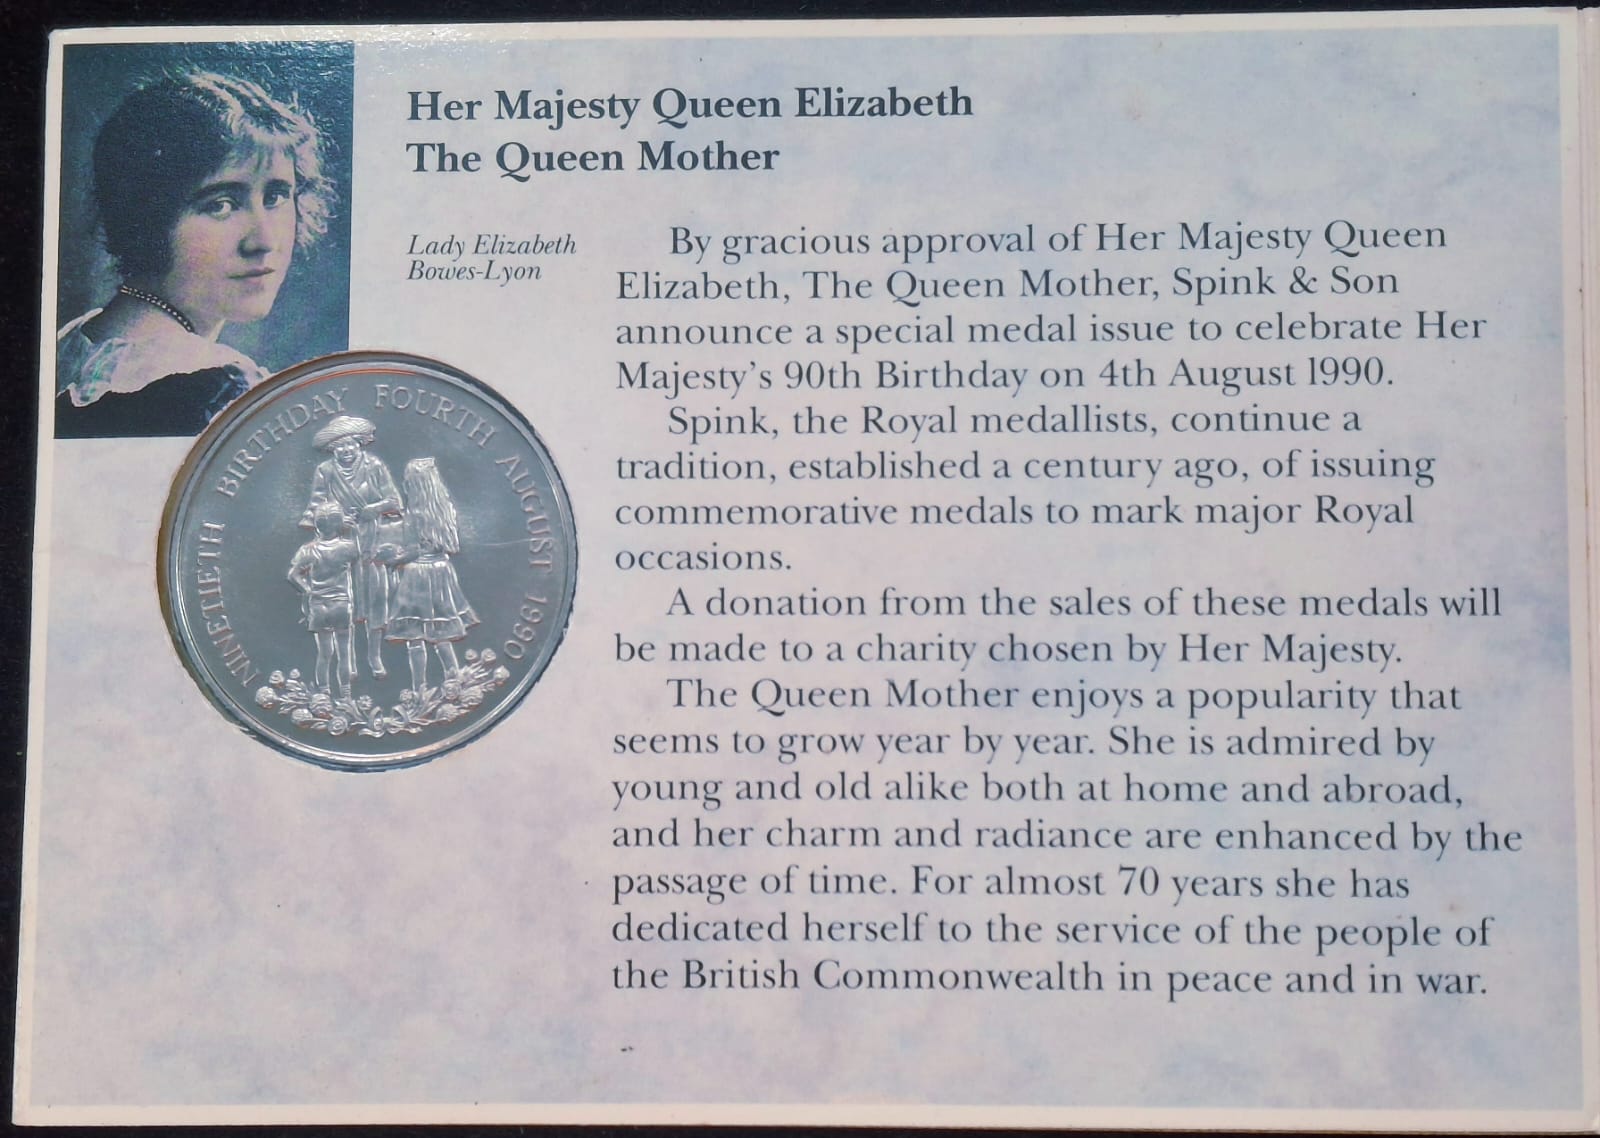 Her Majesty Queen Elizabeth
The Queen Mother
Lady Elizabeth
Bowes-Lyon
By gracious approval of Her Majesty Queen
Elizabeth, The Queen Mother, Spink & Son
announce a special medal issue to celebrate Her
Majesty's 90th Birthday on 4th August 1990.
Spink, the Royal medallists, continue a
tradition, established a century ago, of issuing
commemorative medals to mark major Royal
occasions.
A donation from the sales of these medals will
be made to a charity chosen by Her Majesty.
The Queen Mother enjoys a popularity that
seems to grow year by year. She is admired by
young and old alike both at home and abroad,
and her charm and radiance are enhanced by the
passage of time. For almost 70 years she has
dedicated herself to the service of the people of
the British Commonwealth in peace and in war.
NINETIETH BIRTHDAY FOURTH AUGUST 1990